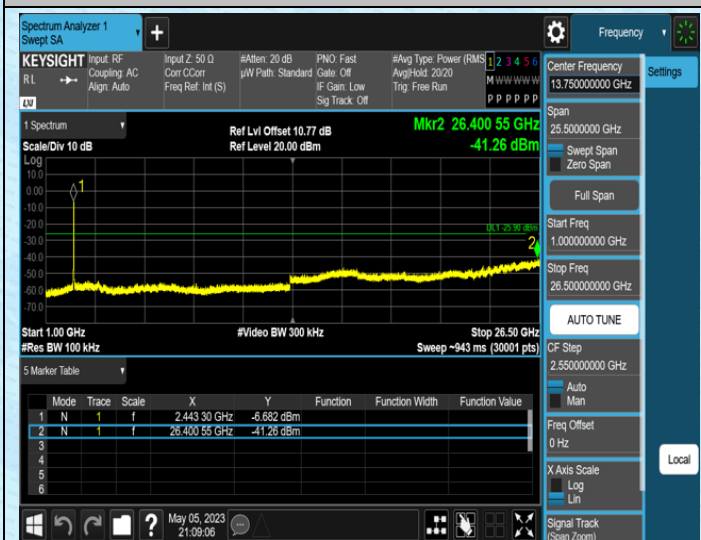 Spectrum Analyzer 1
Swept SA
Frequency
KEYSIGHT
Input: RF
Input Z: 50 Ω
#Atten: 20 dB
PNO: Fast
#Avg Type: Power (RMS
1 2 3 4 5 6
R L
Coupling: AC
Corr CCorr
µW Path: Standard
Gate: Off
Avg|Hold: 20/20
M W W W W W
Align: Auto
Freq Ref: Int (S)
IF Gain: Low
Trig: Free Run
Sig Track: Off
P P P P P P
LXI
1 Spectrum
Ref Lvl Offset 10.77 dB
Mkr2 26.400 55 GHz
Scale/Div 10 dB
Ref Level 20.00 dBm
-41.26 dBm
Log
10.0
0.00
-10.0
-20.0
-30.0
-40.0
-50.0
-60.0
-70.0
1
DL1 -25.90 dBm
2
Start 1.00 GHz
#Video BW 300 kHz
Stop 26.50 GHz
#Res BW 100 kHz
Sweep ~943 ms (30001 pts)
5 Marker Table
Mode Trace Scale X Y Function Function Width Function Value
1 N 1 f 2.443 30 GHz -6.682 dBm
2 N 1 f 26.400 55 GHz -41.26 dBm
3
4
5
6
May 05, 2023
21:09:06
Center Frequency
13.750000000 GHz
Settings
Span
25.5000000 GHz
Swept Span
Zero Span
Full Span
Start Freq
1.000000000 GHz
Stop Freq
26.500000000 GHz
AUTO TUNE
CF Step
2.550000000 GHz
Auto
Man
Freq Offset
0 Hz
Local
X Axis Scale
Log
Lin
Signal Track
(Span Zoom)